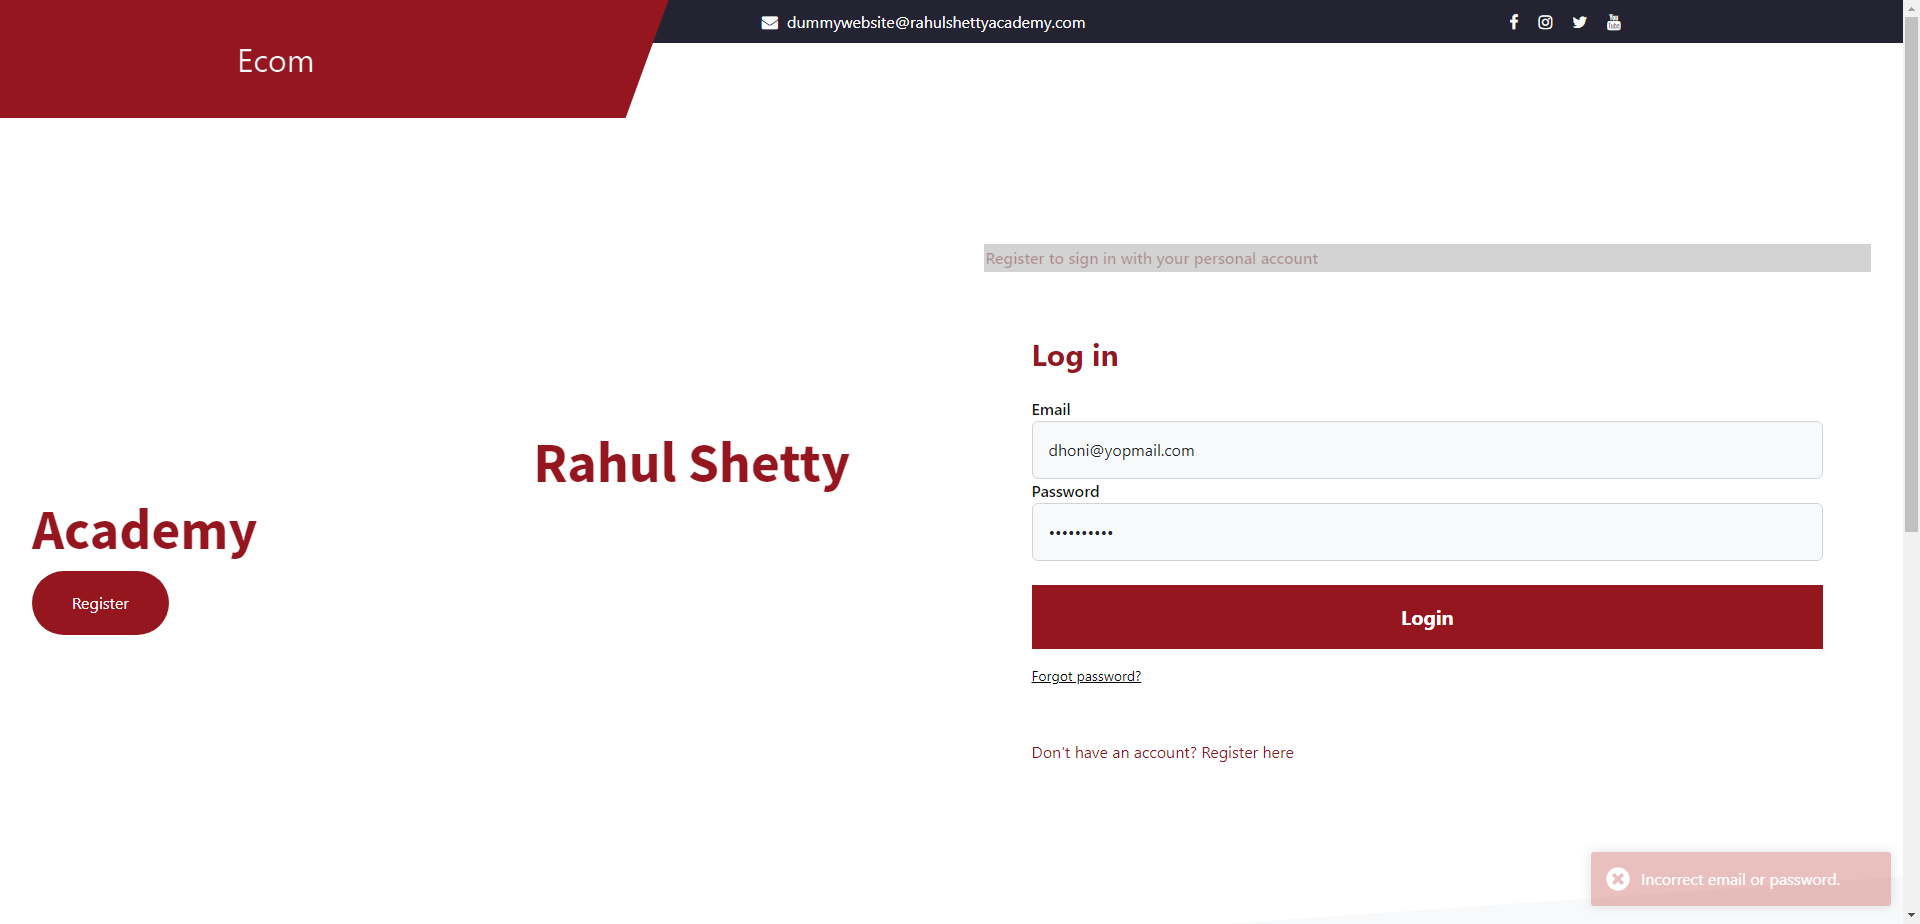 Ecom
dummywebsite@rahulshettyacademy.com
Register to sign in with your personal account
Rahul Shetty
Academy
Register
Log in
Email
dhoni@yopmail.com
Password
••••••••••
Login
Forgot password?
Don't have an account? Register here
Incorrect email or password.